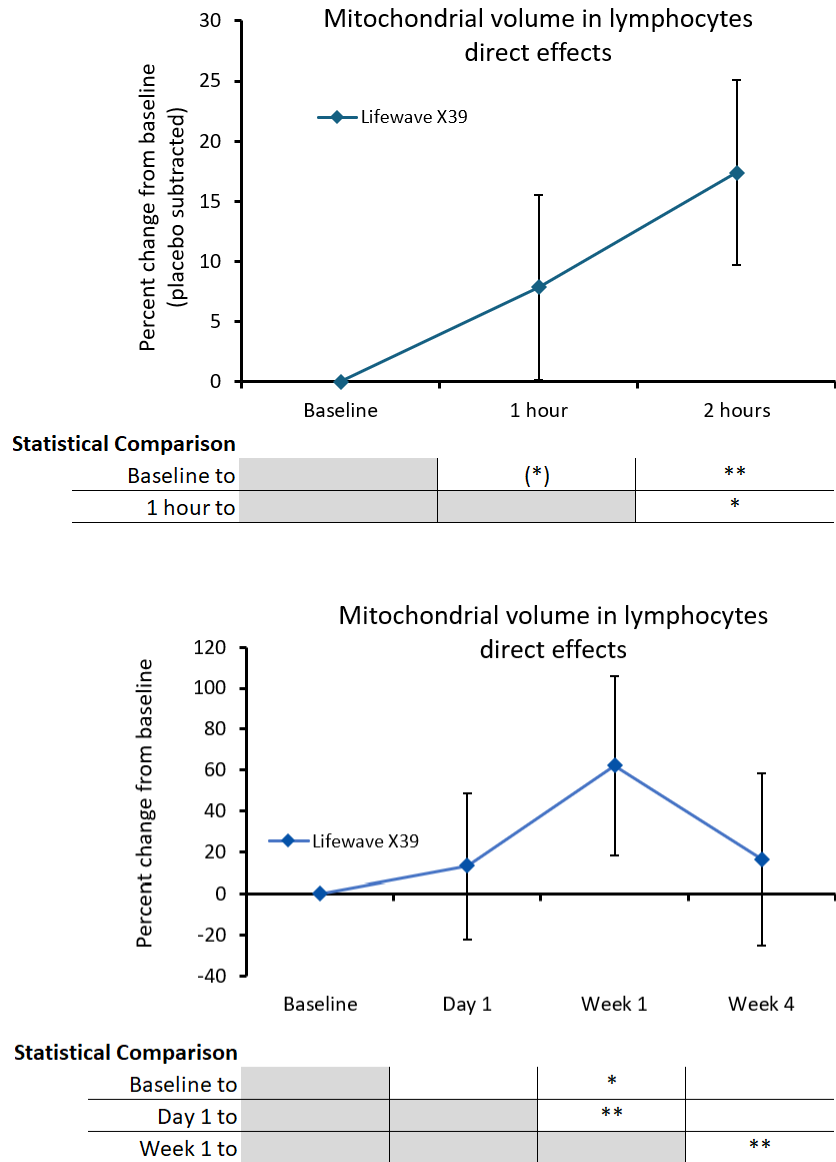 Mitochondrial volume in lymphocytes
direct effects
Percent change from baseline
(placebo subtracted)
30
25
20
15
10
5
0
Lifewave X39
Baseline
1 hour
2 hours
Statistical Comparison
Baseline to (*) **
1 hour to *
Mitochondrial volume in lymphocytes
direct effects
Percent change from baseline
120
100
80
60
40
20
0
-20
-40
Lifewave X39
Baseline
Day 1
Week 1
Week 4
Statistical Comparison
Baseline to *
Day 1 to **
Week 1 to **